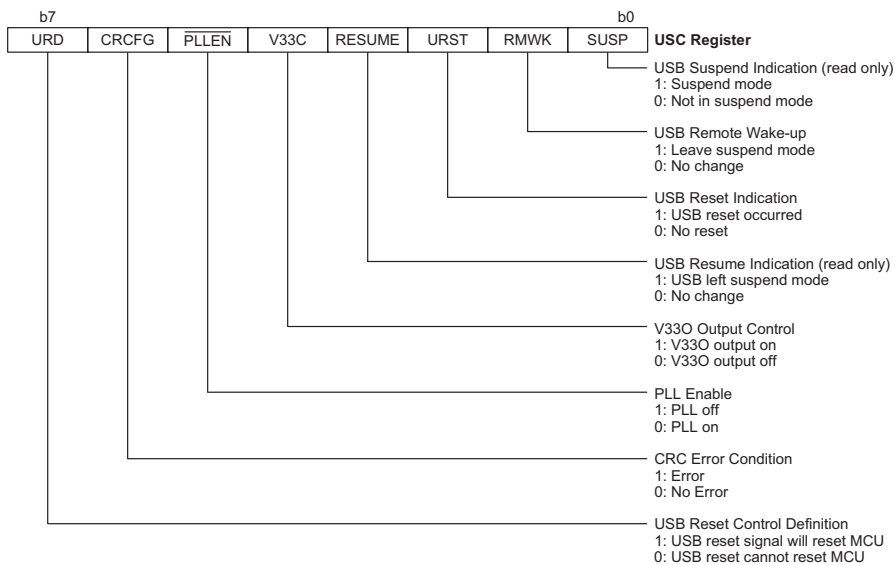 b7 b0
URD CRCFG PLLEN V33C RESUME URST RMWK SUSP USC Register
USB Suspend Indication (read only)
1: Suspend mode
0: Not in suspend mode
USB Remote Wake-up
1: Leave suspend mode
0: No change
USB Reset Indication
1: USB reset occurred
0: No reset
USB Resume Indication (read only)
1: USB left suspend mode
0: No change
V33O Output Control
1: V33O output on
0: V33O output off
PLL Enable
1: PLL off
0: PLL on
CRC Error Condition
1: Error
0: No Error
USB Reset Control Definition
1: USB reset signal will reset MCU
0: USB reset cannot reset MCU